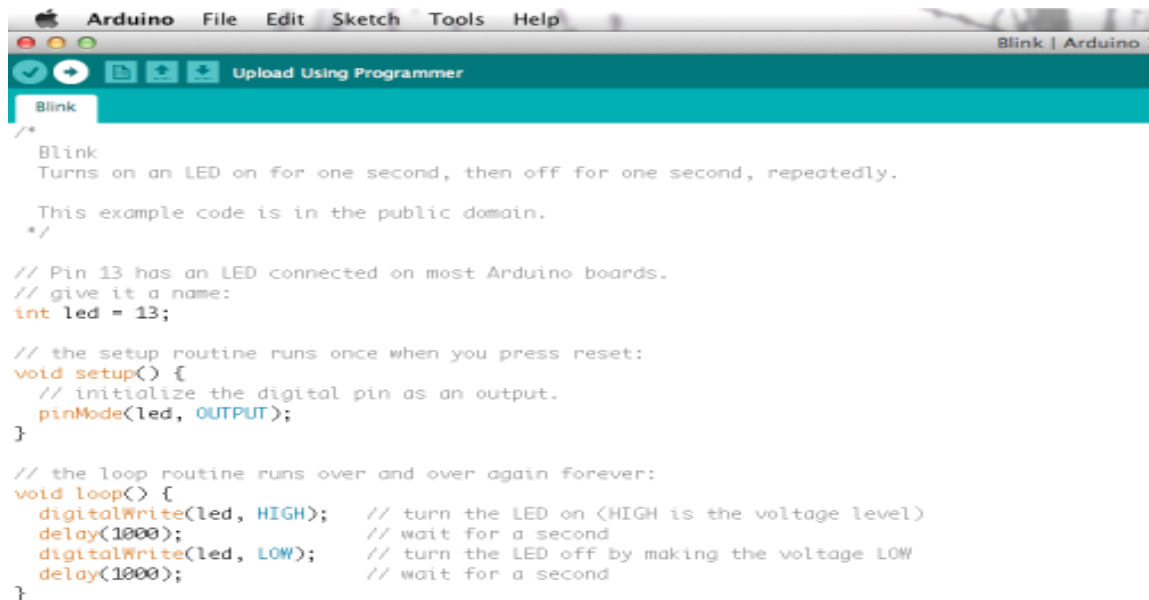 Arduino File Edit Sketch Tools Help
Blink | Arduino
Upload Using Programmer
Blink
/*
Blink
Turns on an LED on for one second, then off for one second, repeatedly.
This example code is in the public domain.
*/
// Pin 13 has an LED connected on most Arduino boards.
// give it a name:
int led = 13;
// the setup routine runs once when you press reset:
void setup() {
// initialize the digital pin as an output.
pinMode(led, OUTPUT);
}
// the loop routine runs over and over again forever:
void loop() {
digitalWrite(led, HIGH); // turn the LED on (HIGH is the voltage level)
delay(1000); // wait for a second
digitalWrite(led, LOW); // turn the LED off by making the voltage LOW
delay(1000); // wait for a second
}